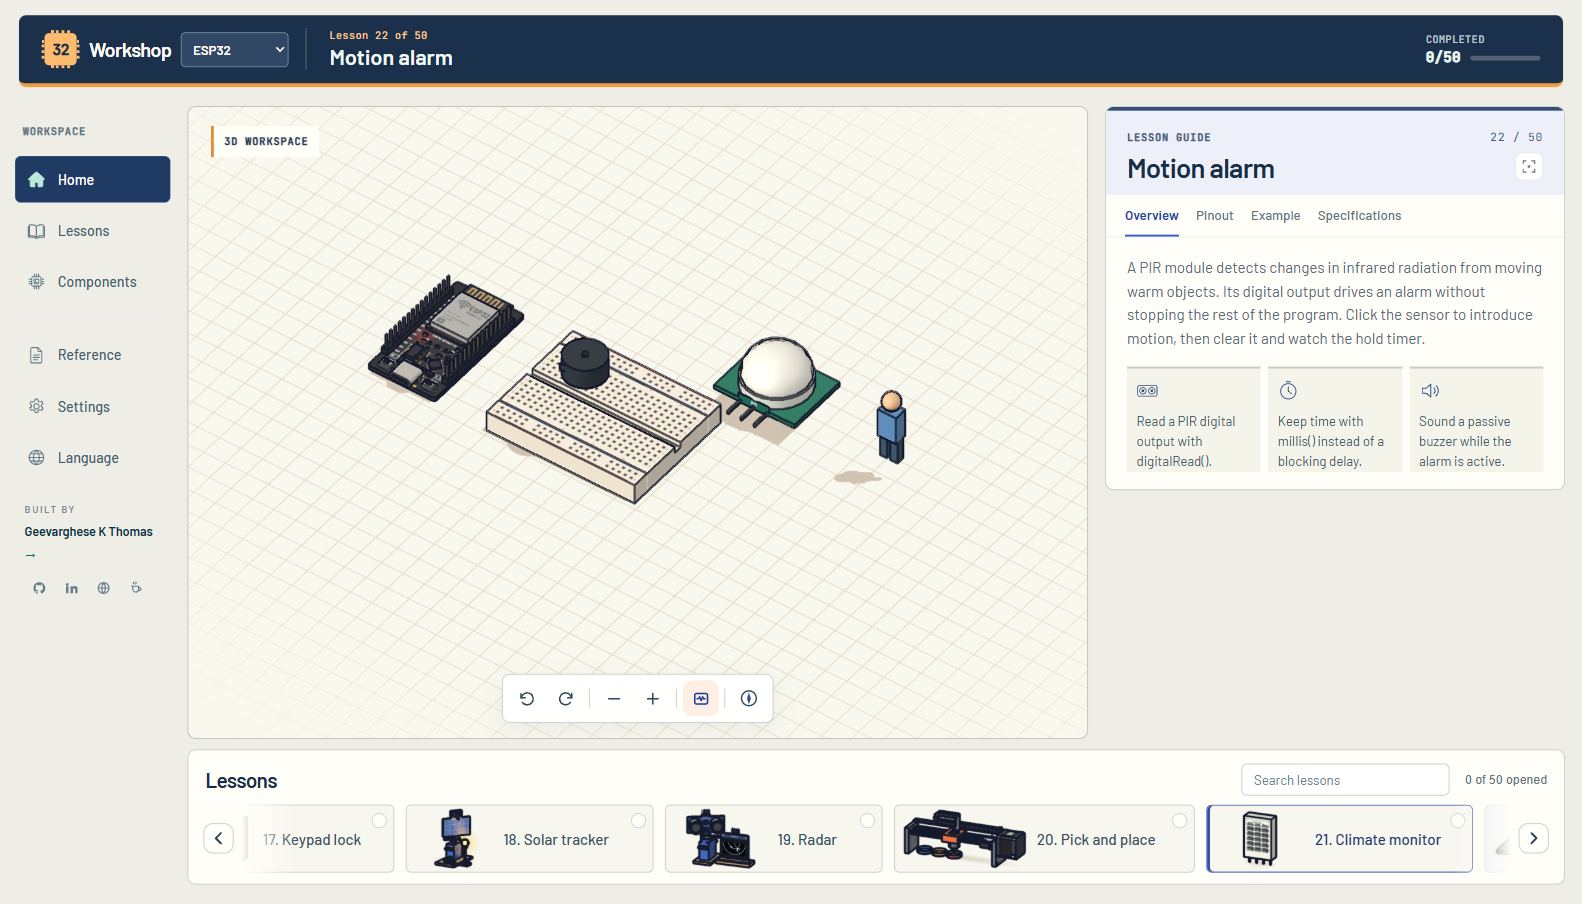 32
Workshop
ESP32
Lesson 22 of 50
Motion alarm
COMPLETED
0/50
WORKSPACE
Home
Lessons
Components
Reference
Settings
Language
BUILT BY
Geevarghese K Thomas
→
3D WORKSPACE
LESSON GUIDE
22 / 50
Motion alarm
Overview
Pinout
Example
Specifications
A PIR module detects changes in infrared radiation from moving
warm objects. Its digital output drives an alarm without
stopping the rest of the program. Click the sensor to introduce
motion, then clear it and watch the hold timer.
Read a PIR digital
output with
digitalRead().
Keep time with
millis() instead of a
blocking delay.
Sound a passive
buzzer while the
alarm is active.
Lessons
Search lessons
0 of 50 opened
17. Keypad lock
18. Solar tracker
19. Radar
20. Pick and place
21. Climate monitor